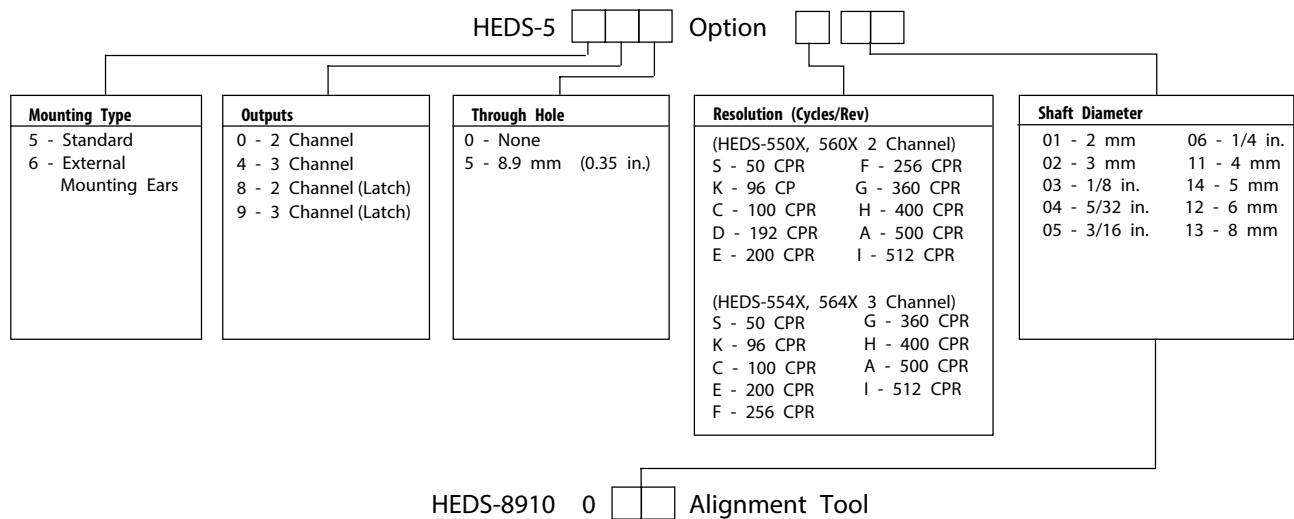 HEDS-5 Option
Mounting Type
5 - Standard
6 - External
Mounting Ears
Outputs
0 - 2 Channel
4 - 3 Channel
8 - 2 Channel (Latch)
9 - 3 Channel (Latch)
Through Hole
0 - None
5 - 8.9 mm (0.35 in.)
Resolution (Cycles/Rev)
(HEDS-550X, 560X 2 Channel)
S - 50 CPR F - 256 CPR
K - 96 CP G - 360 CPR
C - 100 CPR H - 400 CPR
D - 192 CPR A - 500 CPR
E - 200 CPR I - 512 CPR
(HEDS-554X, 564X 3 Channel)
S - 50 CPR G - 360 CPR
K - 96 CPR H - 400 CPR
C - 100 CPR A - 500 CPR
E - 200 CPR I - 512 CPR
F - 256 CPR
Shaft Diameter
01 - 2 mm 06 - 1/4 in.
02 - 3 mm 11 - 4 mm
03 - 1/8 in. 14 - 5 mm
04 - 5/32 in. 12 - 6 mm
05 - 3/16 in. 13 - 8 mm
HEDS-8910 0 Alignment Tool